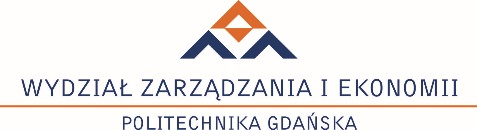 WYDZIAŁ ZARZĄDZANIA I EKONOMII
POLITECHNIKA GDAŃSKA